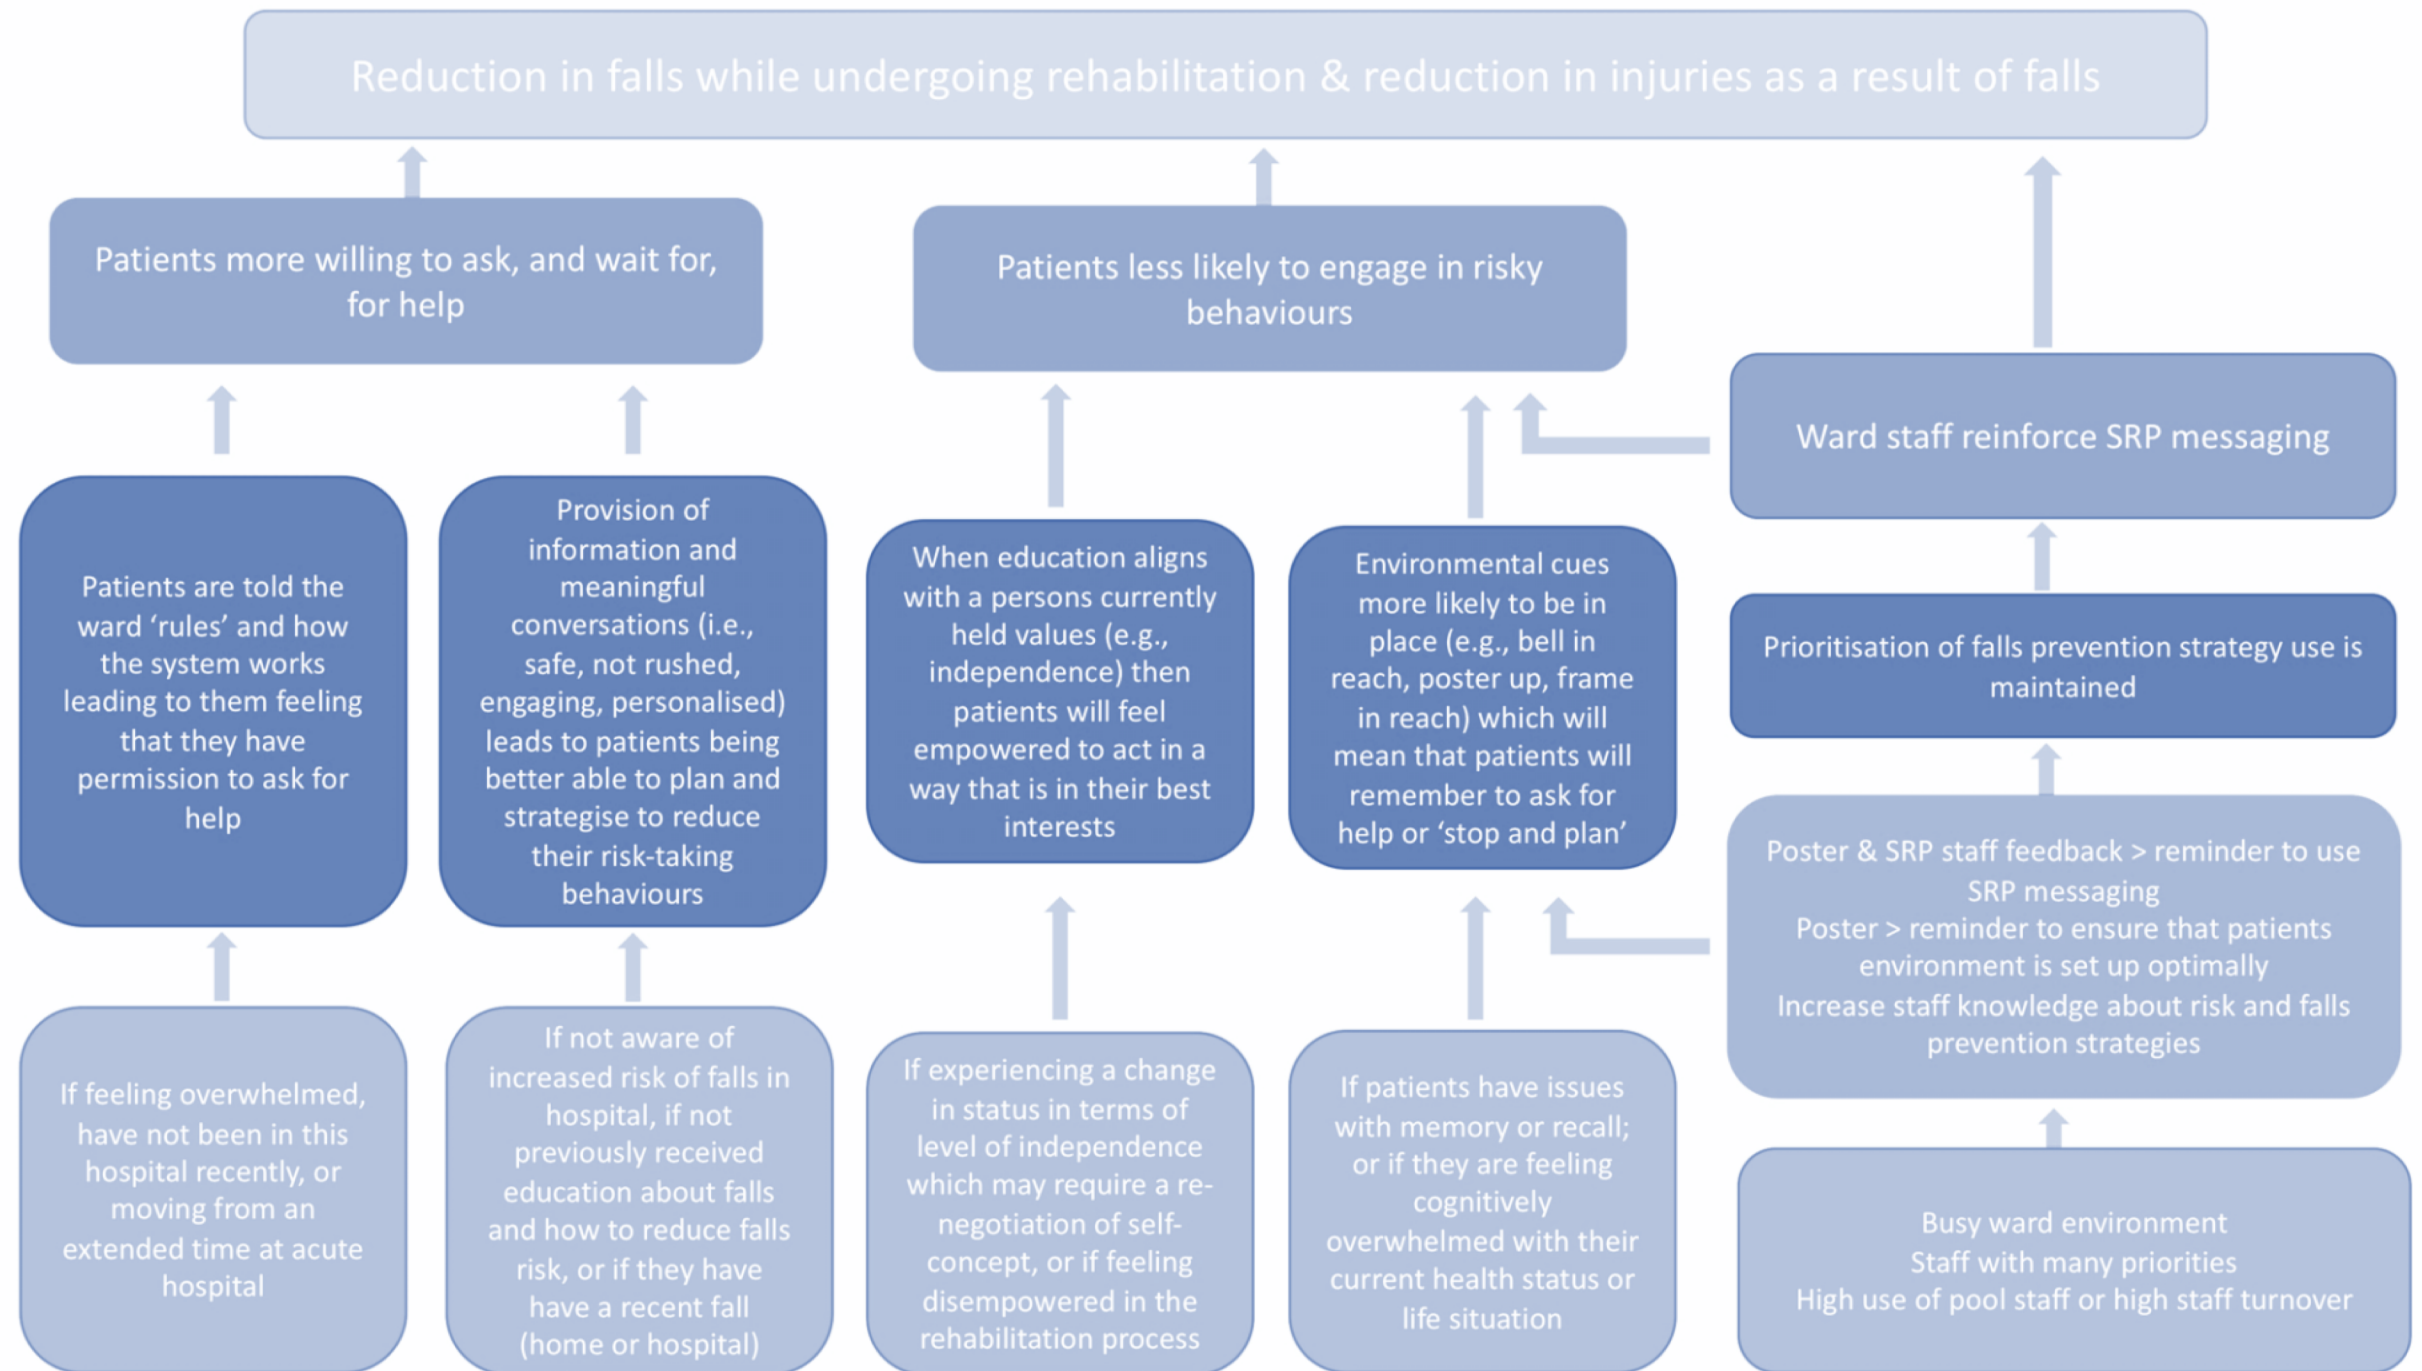 Reduction in falls while undergoing rehabilitation & reduction in injuries as a result of falls
Patients more willing to ask, and wait for,
for help
Patients less likely to engage in risky
behaviours
Ward staff reinforce SRP messaging
Patients are told the
ward ‘rules’ and how
the system works
leading to them feeling
that they have
permission to ask for
help
Provision of
information and
meaningful
conversations (i.e.,
safe, not rushed,
engaging, personalised)
leads to patients being
better able to plan and
strategise to reduce
their risk-taking
behaviours
When education aligns
with a persons currently
held values (e.g.,
independence) then
patients will feel
empowered to act in a
way that is in their best
interests
Environmental cues
more likely to be in
place (e.g., bell in
reach, poster up, frame
in reach) which will
mean that patients will
remember to ask for
help or ‘stop and plan’
Prioritisation of falls prevention strategy use is
maintained
Poster & SRP staff feedback > reminder to use
SRP messaging
Poster > reminder to ensure that patients
environment is set up optimally
Increase staff knowledge about risk and falls
prevention strategies
If feeling overwhelmed,
have not been in this
hospital recently, or
moving from an
extended time at acute
hospital
If not aware of
increased risk of falls in
hospital, if not
previously received
education about falls
and how to reduce falls
risk, or if they have
have a recent fall
(home or hospital)
If experiencing a change
in status in terms of
level of independence
which may require a re-
negotiation of self-
concept, or if feeling
disempowered in the
rehabilitation process
If patients have issues
with memory or recall;
or if they are feeling
cognitively
overwhelmed with their
current health status or
life situation
Busy ward environment
Staff with many priorities
High use of pool staff or high staff turnover